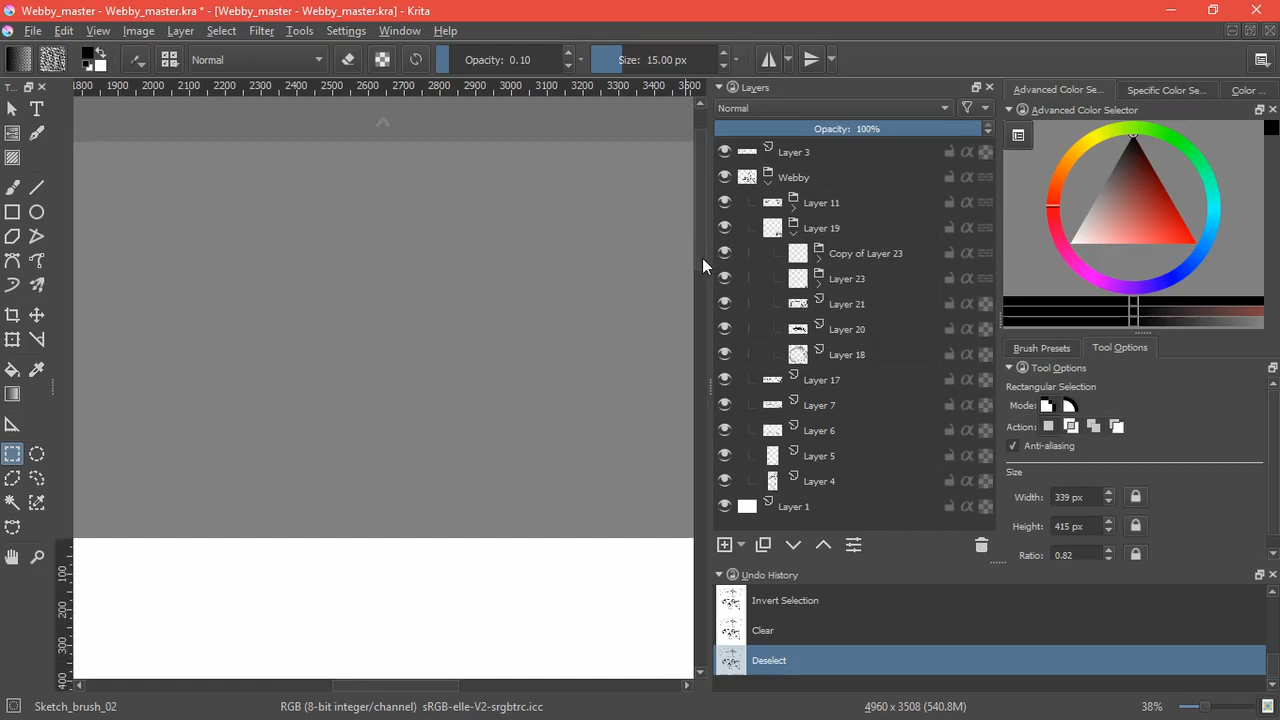 Webby_master - Webby_master.kra * - [Webby_master - Webby_master.kra] - Krita
File Edit View Image Layer Select Filter Tools Settings Window Help
Normal Opacity: 0.10 Size: 15.00 px
T...
1800 1900 2000 2100 2200 2300 2400 2500 2600 2700 2800 2900 3000 3100 3200 3300 3400 3500
100
200
300
400
Layers
Normal
Opacity: 100%
Layer 3
Webby
Layer 11
Layer 19
Copy of Layer 23
Layer 23
Layer 21
Layer 20
Layer 18
Layer 17
Layer 7
Layer 6
Layer 5
Layer 4
Layer 1
Undo History
Invert Selection
Clear
Deselect
Advanced Color Se... Specific Color Se... Color ...
Advanced Color Selector
Brush Presets Tool Options
Tool Options
Rectangular Selection
Mode:
Action:
Anti-aliasing
Size
Width: 339 px
Height: 415 px
Ratio: 0.82
Sketch_brush_02 RGB (8-bit integer/channel) sRGB-elle-V2-srgbtrc.icc 4960 x 3508 (540.8M) 38%